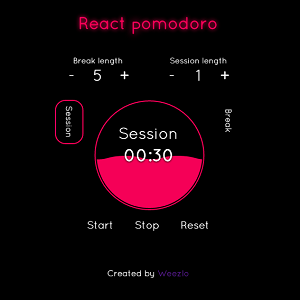 React pomodoro
Break length
Session length
- 5 +
- 1 +
Session
Session
00:30
Break
Start Stop Reset
Created by Weezlo